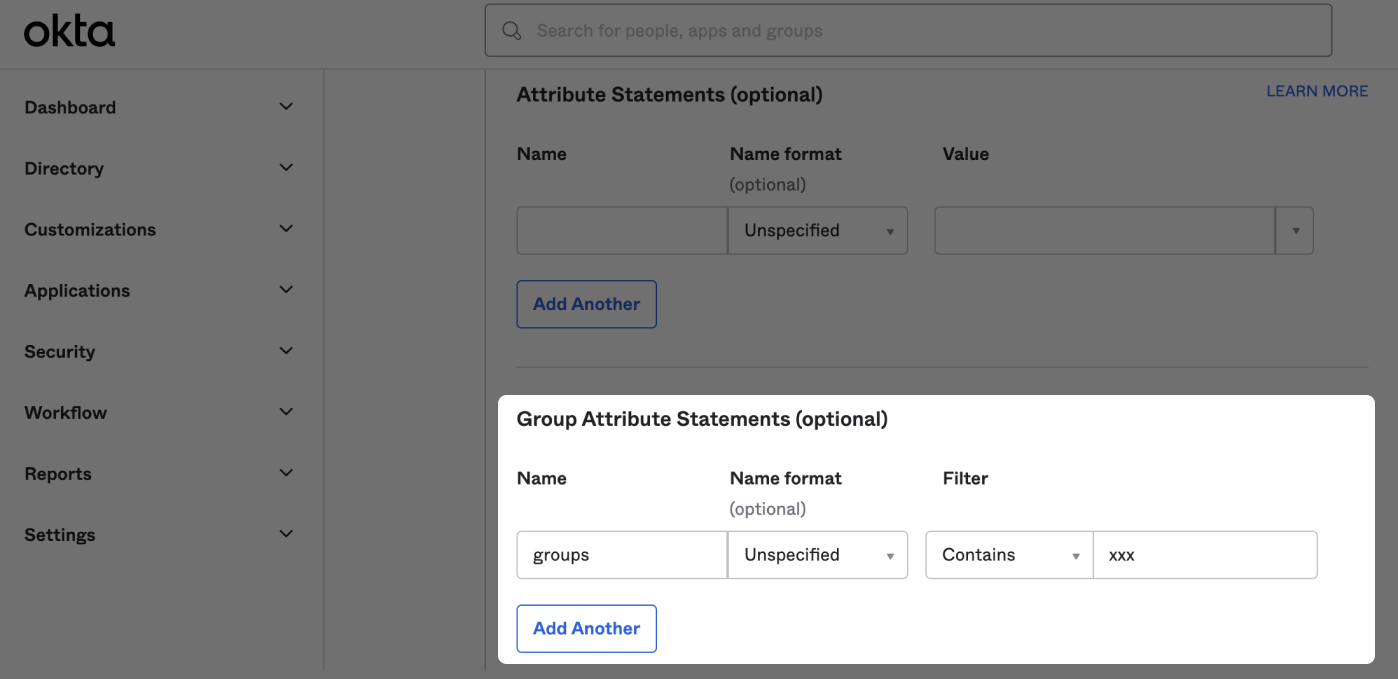 okta
Search for people, apps and groups
Dashboard
Directory
Customizations
Applications
Security
Workflow
Reports
Settings
Attribute Statements (optional)
LEARN MORE
Name Name format Value
(optional)
Unspecified
Add Another
Group Attribute Statements (optional)
Name Name format Filter
(optional)
groups Unspecified Contains xxx
Add Another